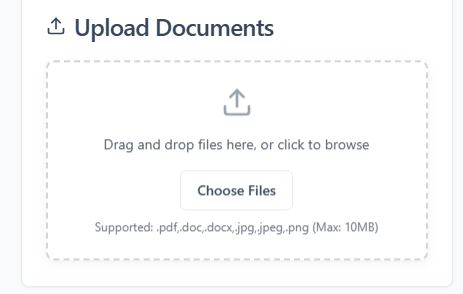 Upload Documents
Drag and drop files here, or click to browse
Choose Files
Supported: .pdf,.doc,.docx,.jpg,.jpeg,.png (Max: 10MB)